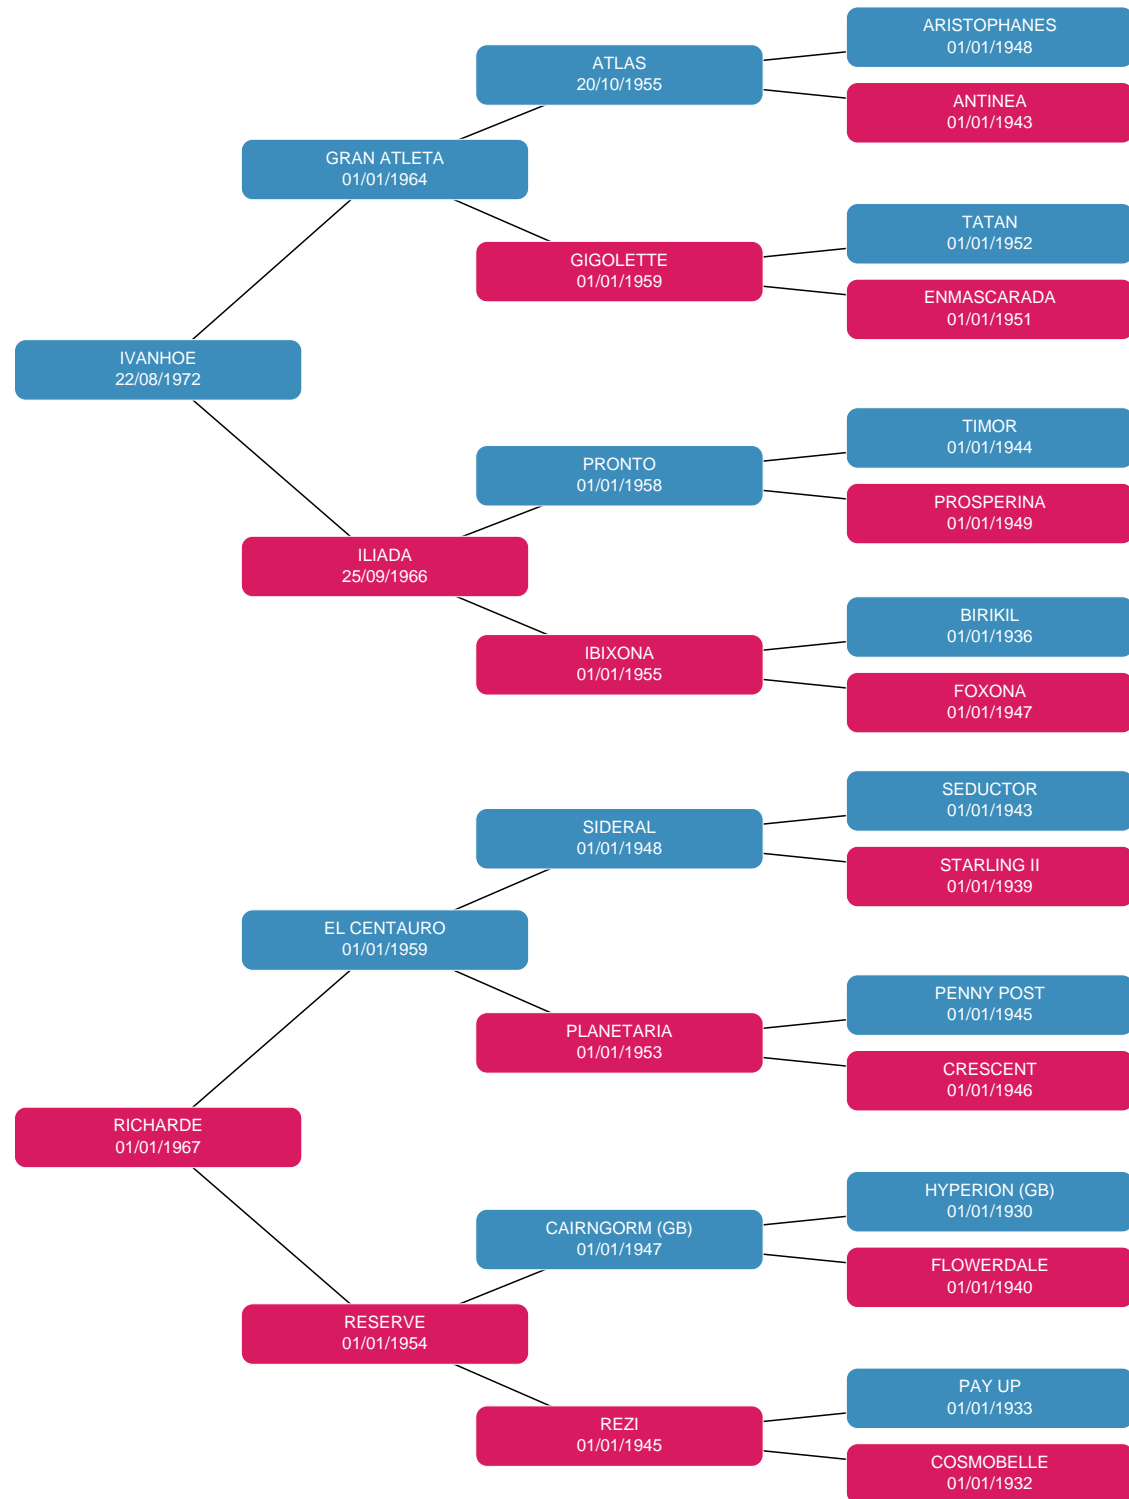 ARISTOPHANES
01/01/1948
ATLAS
20/10/1955
ANTINEA
01/01/1943
GRAN ATLETA
01/01/1964
TATAN
01/01/1952
GIGOLETTE
01/01/1959
ENMASCARADA
01/01/1951
IVANHOE
22/08/1972
TIMOR
01/01/1944
PRONTO
01/01/1958
PROSPERINA
01/01/1949
ILIADA
25/09/1966
BIRIKIL
01/01/1936
IBIXONA
01/01/1955
FOXONA
01/01/1947
SEDUCTOR
01/01/1943
SIDERAL
01/01/1948
STARLING II
01/01/1939
EL CENTAURO
01/01/1959
PENNY POST
01/01/1945
PLANETARIA
01/01/1953
CRESCENT
01/01/1946
RICHARDE
01/01/1967
HYPERION (GB)
01/01/1930
CAIRNGORM (GB)
01/01/1947
FLOWERDALE
01/01/1940
RESERVE
01/01/1954
PAY UP
01/01/1933
REZI
01/01/1945
COSMOBELLE
01/01/1932